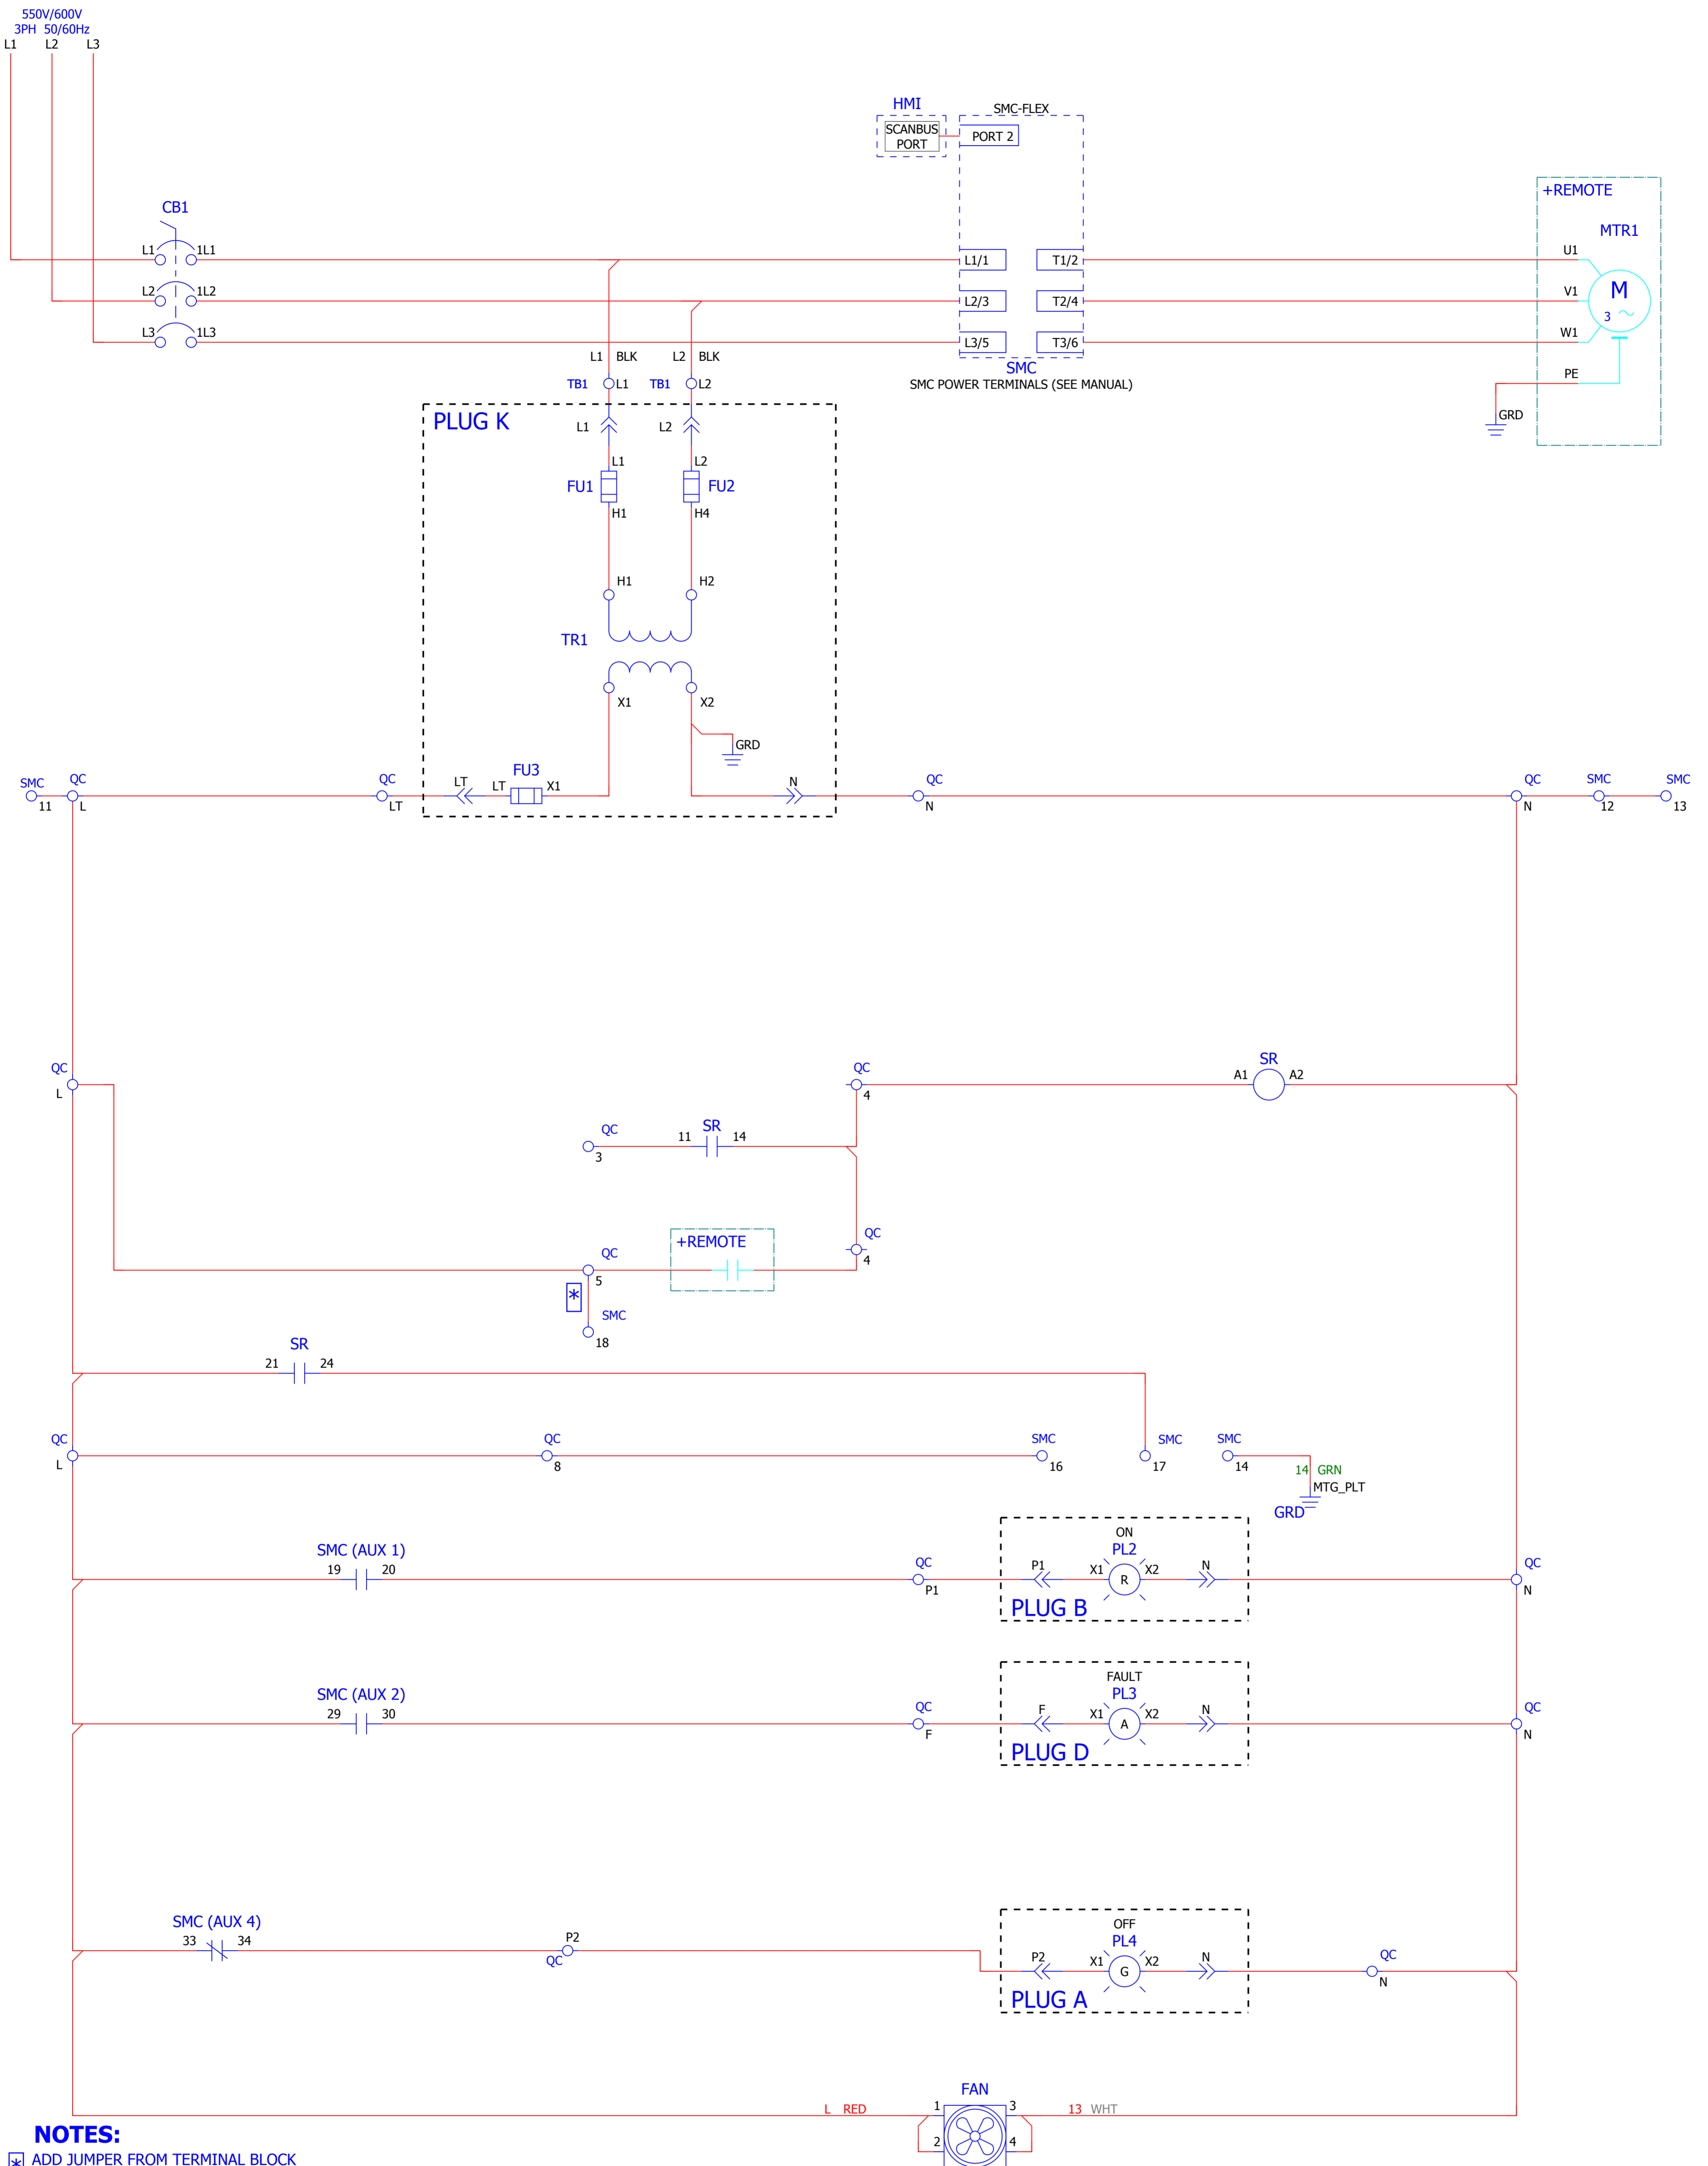 550V/600V
3PH 50/60Hz
L1 L2 L3
HMI
SMC-FLEX
SCANBUS
PORT
PORT 2
+REMOTE
CB1
MTR1
L1 1L1
L1/1 T1/2
U1
L2 1L2
L2/3 T2/4
V1
M
3
L3 1L3
L3/5 T3/6
W1
L1 BLK L2 BLK
SMC
SMC POWER TERMINALS (SEE MANUAL)
PE
GRD
TB1 L1 TB1 L2
PLUG K
L1 L2
L1 L2
FU1 FU2
H1 H4
H1 H2
TR1
X1 X2
GRD
SMC QC QC LT LT FU3 X1 N QC QC SMC SMC
11 L LT N N 12 13
QC QC SR
L 4 A1 A2
QC 11 SR 14
3
+REMOTE
QC QC
5 4
*
SMC
18
SR
21 24
QC QC SMC SMC SMC
L 8 16 17 14
14 GRN
MTG_PLT
GRD
ON
SMC (AUX 1) PL2
19 20 QC P1 X1 X2 N QC
P1 R N
PLUG B
FAULT
SMC (AUX 2) PL3
29 30 QC F X1 X2 N QC
F A N
PLUG D
OFF
SMC (AUX 4) PL4
33 34 P2 P2 X1 X2 N QC
QC G N
PLUG A
FAN
L RED 1 3 13 WHT
2 4
NOTES:
* ADD JUMPER FROM TERMINAL BLOCK